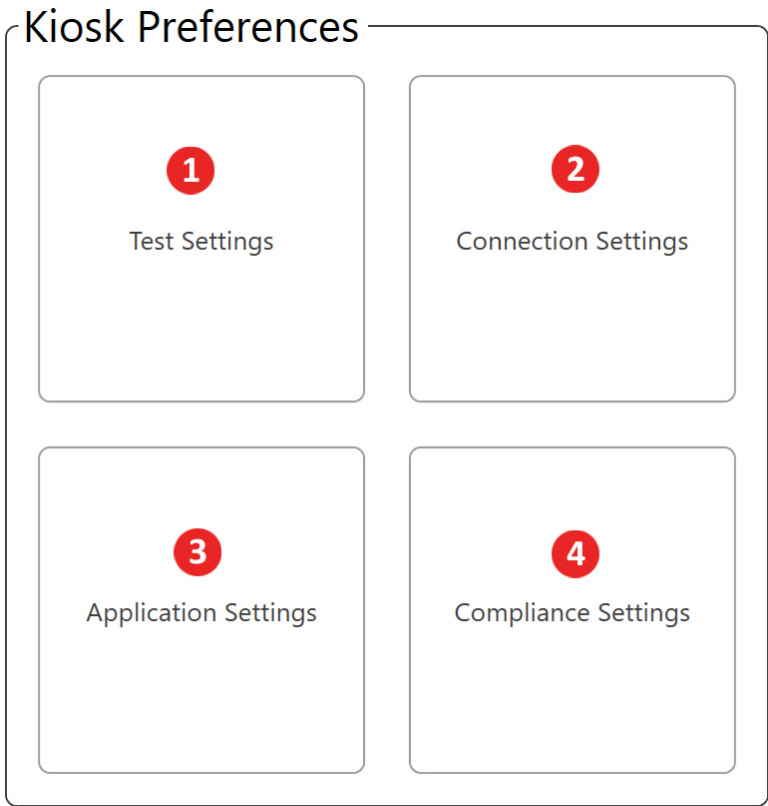 Kiosk Preferences
1
2
Test Settings
Connection Settings
3
4
Application Settings
Compliance Settings